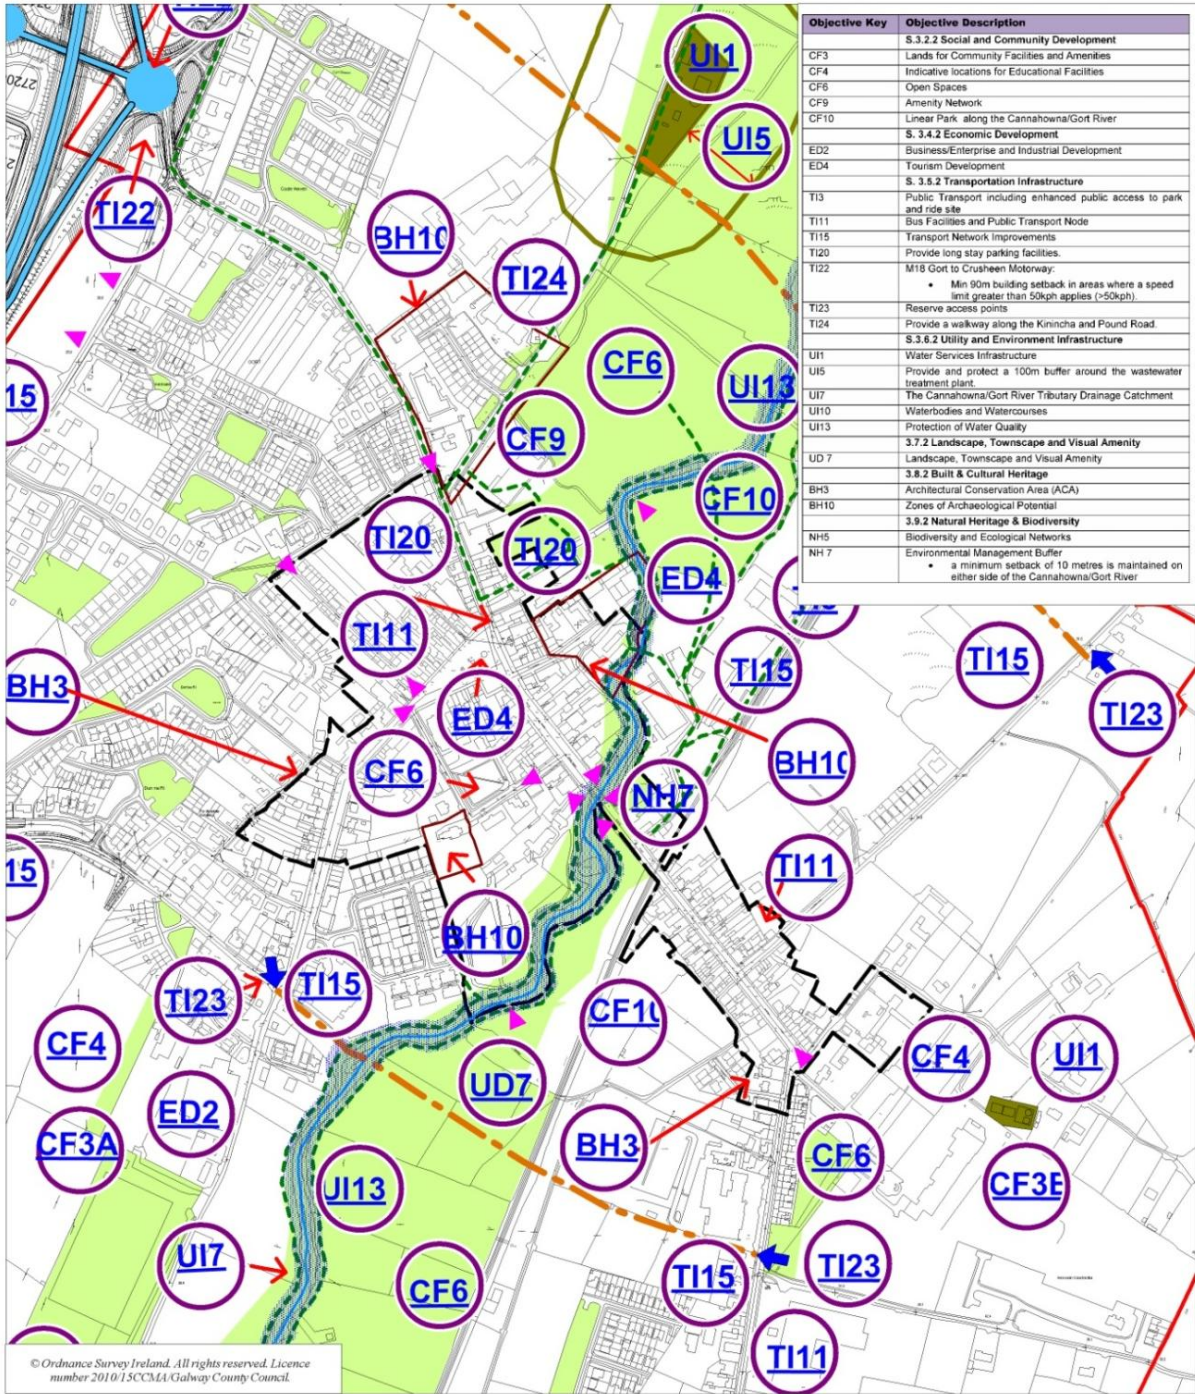 Objective Key Objective Description
S.3.2.2 Social and Community Development
CF3 Lands for Community Facilities and Amenities
CF4 Indicative locations for Educational Facilities
CF6 Open Spaces
CF9 Amenity Network
CF10 Linear Park along the Cannahowna/Gort River
S. 3.4.2 Economic Development
ED2 Business/Enterprise and Industrial Development
ED4 Tourism Development
S. 3.5.2 Transportation Infrastructure
TI3 Public Transport including enhanced public access to park
and ride site
TI11 Bus Facilities and Public Transport Node
TI15 Transport Network Improvements
TI20 Provide long stay parking facilities.
TI22 M18 Gort to Crusheen Motorway:
• Min 90m building setback in areas where a speed
limit greater than 50kph applies (>50kph).
TI23 Reserve access points
TI24 Provide a walkway along the Kinincha and Pound Road.
S.3.6.2 Utility and Environment Infrastructure
UI1 Water Services Infrastructure
UI5 Provide and protect a 100m buffer around the wastewater
treatment plant.
UI7 The Cannahowna/Gort River Tributary Drainage Catchment
UI10 Waterbodies and Watercourses
UI13 Protection of Water Quality
3.7.2 Landscape, Townscape and Visual Amenity
UD 7 Landscape, Townscape and Visual Amenity
3.8.2 Built & Cultural Heritage
BH3 Architectural Conservation Area (ACA)
BH10 Zones of Archaeological Potential
3.9.2 Natural Heritage & Biodiversity
NH5 Biodiversity and Ecological Networks
NH 7 Environmental Management Buffer
• a minimum setback of 10 metres is maintained on
either side of the Cannahowna/Gort River
UI1
UI5
TI22
BH10
TI24
CF6
UI13
15
CF9
CF10
TI20
TI20
ED4
TI11
TI15
TI15
BH3
ED4
TI23
CF6
BH10
NH7
15
TI11
BH10
TI23
TI15
CF10
CF4
CF4
UI1
UD7
ED2
CF3A
BH3
CF6
UI13
CF3B
UI7
CF6
TI15
TI23
TI11
© Ordnance Survey Ireland. All rights reserved. Licence
number 2010/15CCMA/Galway County Council.